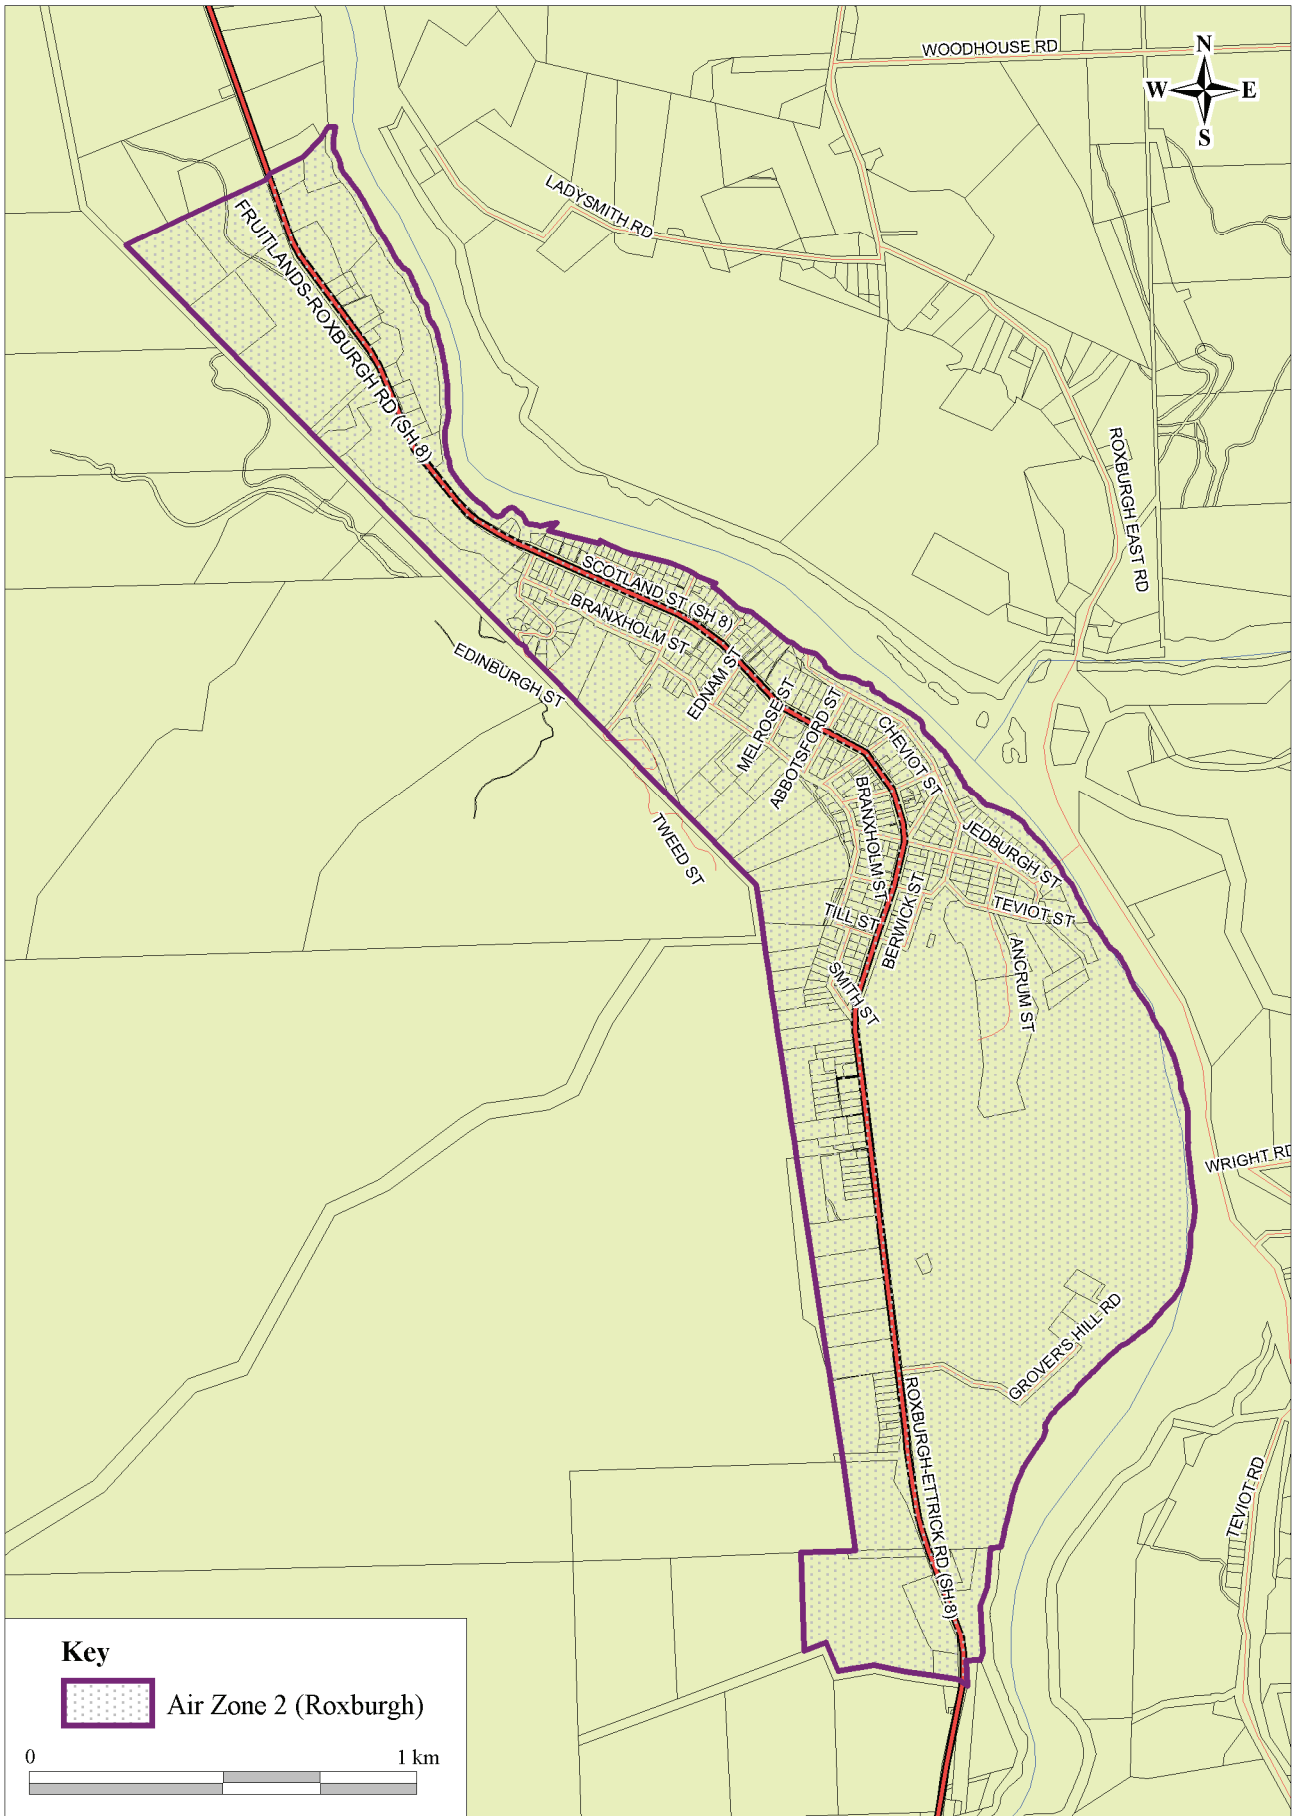 WOODHOUSE RD
N
W E
S
LADYSMITH RD
FRUITLANDS-ROXBURGH RD (SH 8)
ROXBURGH EAST RD
SCOTLAND ST (SH 8)
BRANXHOLM ST
EDINBURGH ST
EDNAM ST
MELROSE ST
ABBOTSFORD ST
CHEVIOT ST
BRANXHOLM ST
TWEED ST
JEDBURGH ST
TEVIOT ST
TILL ST
BERWICK ST
ANCRUM ST
SMITH ST
WRIGHT RD
GROVER'S HILL RD
ROXBURGH-ETTRICK RD (SH 8)
TEVIOT RD
Key
Air Zone 2 (Roxburgh)
0 1 km